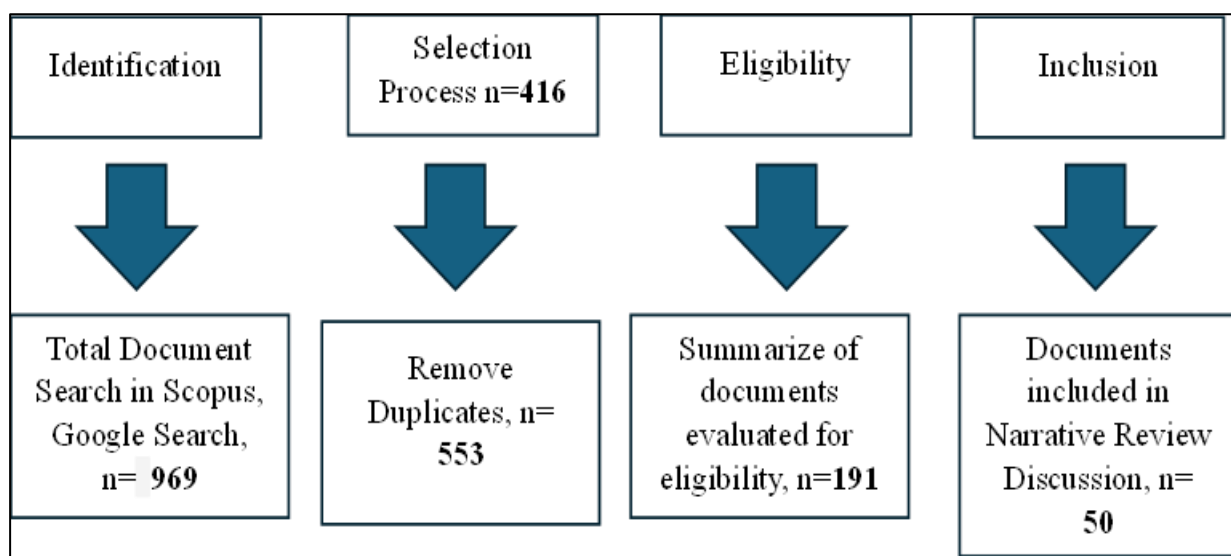 Identification
Selection
Process n=416
Eligibility
Inclusion
Total Document
Search in Scopus,
Google Search,
n= 969
Remove
Duplicates, n=
553
Summarize of
documents
evaluated for
eligibility, n=191
Documents
included in
Narrative Review
Discussion, n=
50